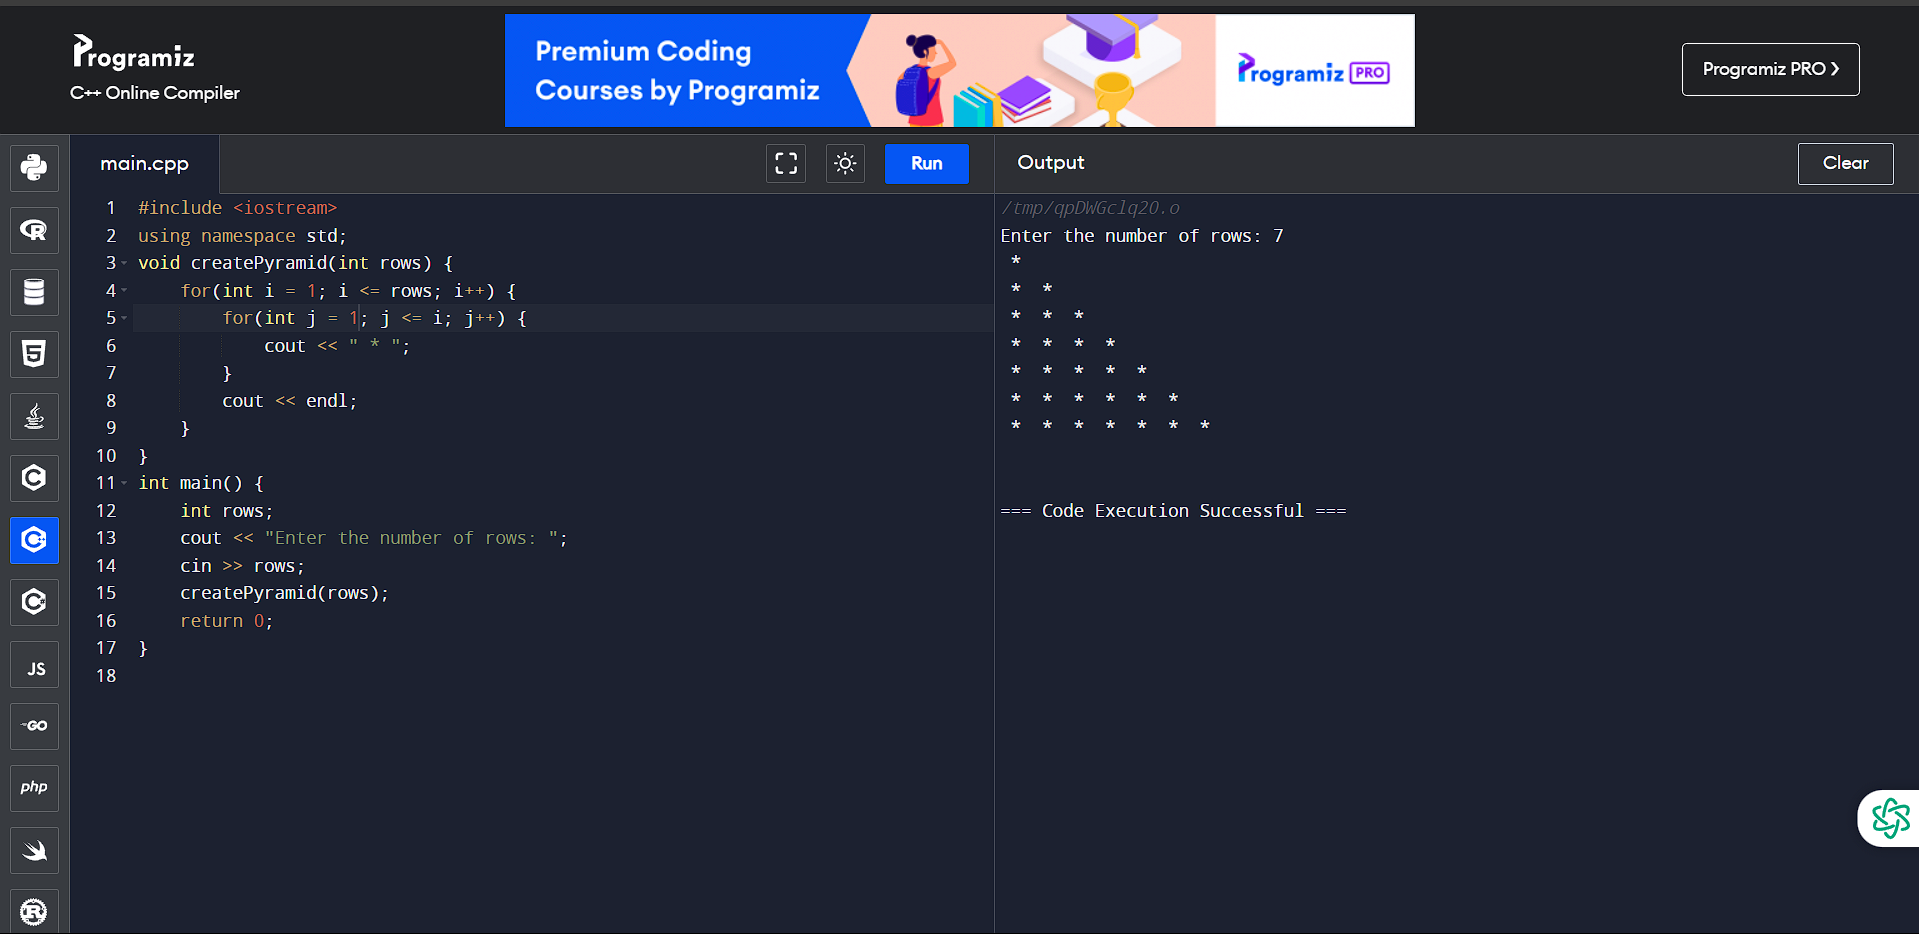 Programiz
C++ Online Compiler
Premium Coding
Courses by Programiz
Programiz PRO
Programiz PRO ❯
main.cpp
Run
Output
Clear
1 #include <iostream>
2 using namespace std;
3 void createPyramid(int rows) {
4     for(int i = 1; i <= rows; i++) {
5         for(int j = 1; j <= i; j++) {
6             cout << " * ";
7         }
8         cout << endl;
9     }
10 }
11 int main() {
12     int rows;
13     cout << "Enter the number of rows: ";
14     cin >> rows;
15     createPyramid(rows);
16     return 0;
17 }
18
/tmp/qpDWGclq20.o
Enter the number of rows: 7
 *
 *  *
 *  *  *
 *  *  *  *
 *  *  *  *  *
 *  *  *  *  *  *
 *  *  *  *  *  *  *
=== Code Execution Successful ===
R
5
C
C
C
JS
GO
php
R